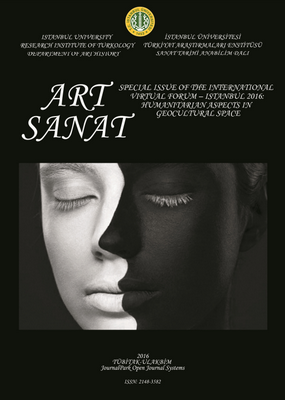 ISTANBUL UNIVERSITY
RESEARCH INSTITUTE OF TURKOLOGY
DEPARTMENT OF ART HISTORY
İSTANBUL ÜNİVERSİTESİ
TÜRKİYAT ARAŞTIRMALARI ENSTİTÜSÜ
SANAT TARİHİ ANABİLİM DALI
ART
SANAT
SPECIAL ISSUE OF THE INTERNATIONAL
VIRTUAL FORUM – ISTANBUL 2016:
HUMANITARIAN ASPECTS IN
GEOCULTURAL SPACE
2016
TÜBİTAK ULAKBİM
JournalPark Open Journal Systems
ISSN: 2148-3582